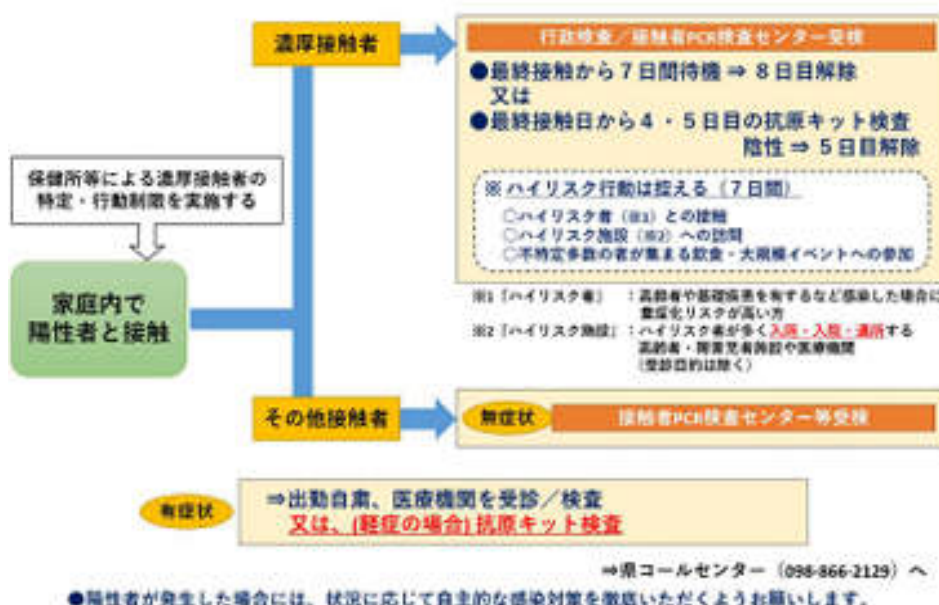 濃厚接触者
行政検査／接触者PCR検査センター受検
●最終接触から７日間待機 ⇒ ８日目解除
又は
●最終接触日から４・５日目の抗原キット検査
陰性 ⇒ ５日目解除
※ ハイリスク行動は控える（７日間）
○ハイリスク者（※1）との接触
○ハイリスク施設（※2）への訪問
○不特定多数の者が集まる飲食・大規模イベントへの参加
保健所等による濃厚接触者の
特定・行動制限を実施する
家庭内で
陽性者と接触
※1「ハイリスク者」：高齢者や基礎疾患を有するなど感染した場合に
重症化リスクが高い方
※2「ハイリスク施設」：ハイリスク者が多く入所・入院・通所する
高齢者・障害児者施設や医療機関
（受診目的は除く）
その他接触者
無症状
接触者PCR検査センター等受検
有症状
⇒出勤自粛、医療機関を受診／検査
又は、(軽症の場合) 抗原キット検査
⇒県コールセンター（098-866-2129）へ
●陽性者が発生した場合には、状況に応じて自主的な感染対策を徹底いただくようお願いします。